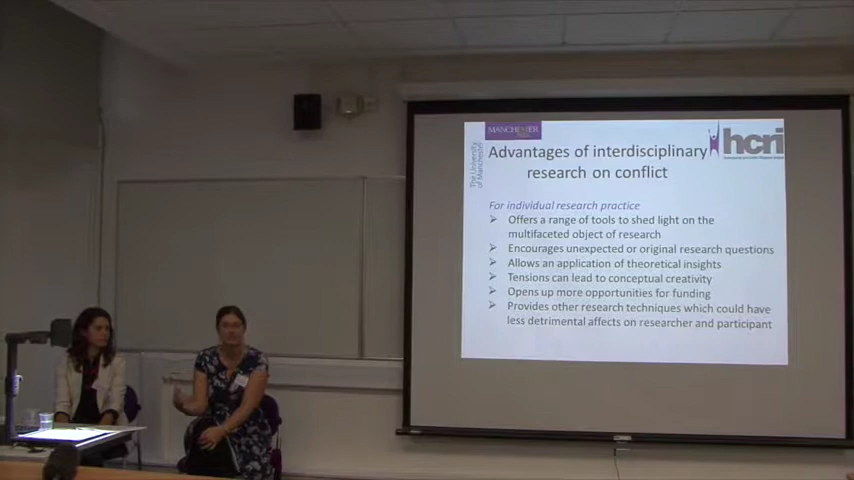 MANCHESTER
The University
of Manchester
hcri
Advantages of interdisciplinary
research on conflict
For individual research practice
➤ Offers a range of tools to shed light on the
multifaceted object of research
➤ Encourages unexpected or original research questions
➤ Allows an application of theoretical insights
➤ Tensions can lead to conceptual creativity
➤ Opens up more opportunities for funding
➤ Provides other research techniques which could have
less detrimental affects on researcher and participant